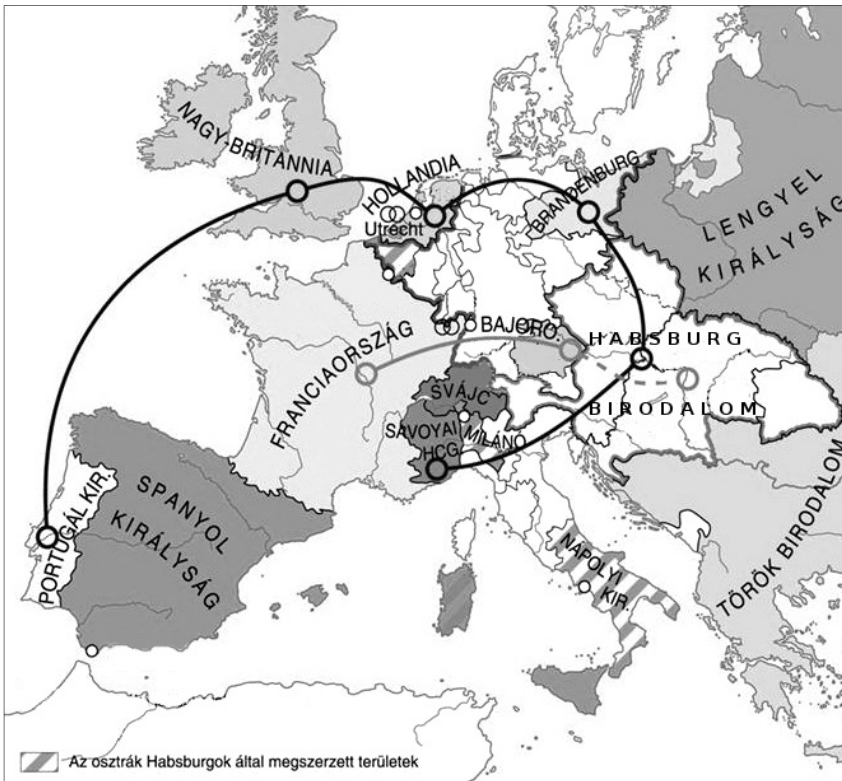 NAGY-BRITANNIA
HOLLANDIA
Utrecht
BRANDENBURG
LENGYEL
KIRÁLYSÁG
FRANCIAORSZÁG
BAJORO.
HABSBURG
BIRODALOM
SVÁJC
SAVOYAI
HCG.
MILÁNÓ
PORTUGÁL KIR.
SPANYOL
KIRÁLYSÁG
NÁPOLYI
KIR.
TÖRÖK BIRODALOM
Az osztrák Habsburgok által megszerzett területek